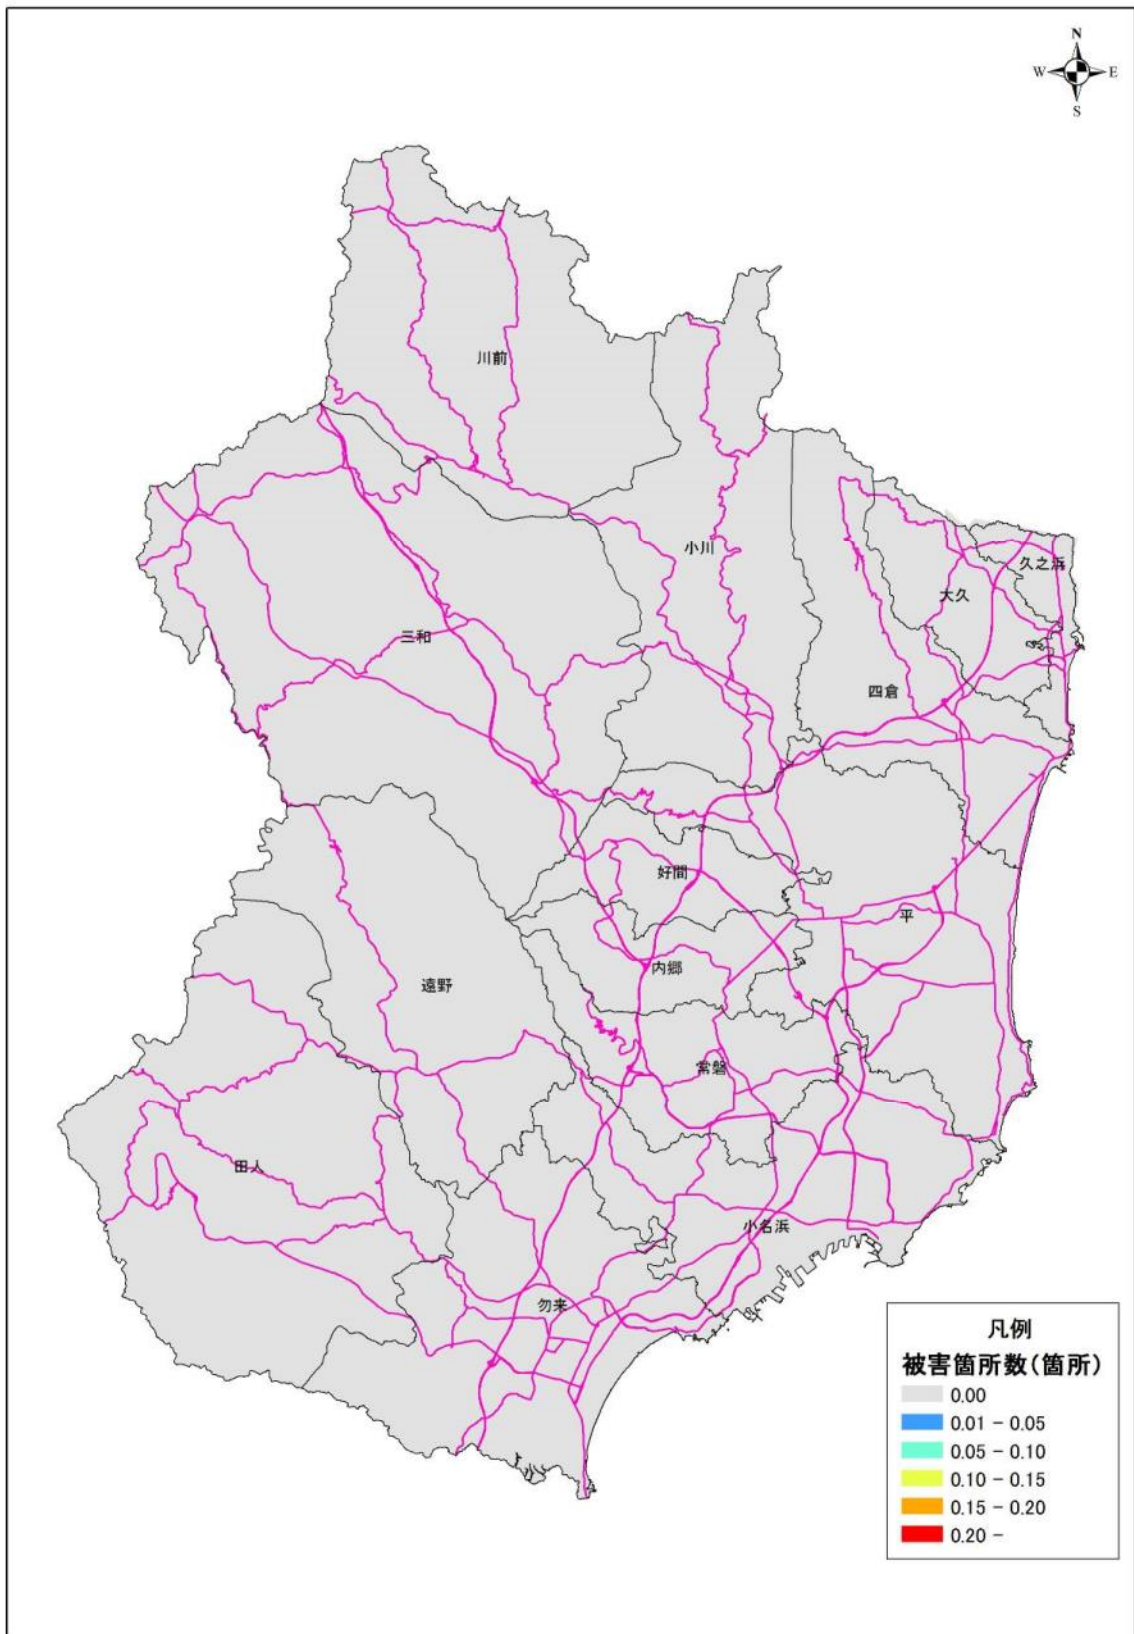 N
W E
S
川前
小川
久之浜
大久
三和
四倉
好間
平
内郷
遠野
常磐
田人
小名浜
勿来
凡例
被害箇所数(箇所)
0.00
0.01 - 0.05
0.05 - 0.10
0.10 - 0.15
0.15 - 0.20
0.20 -